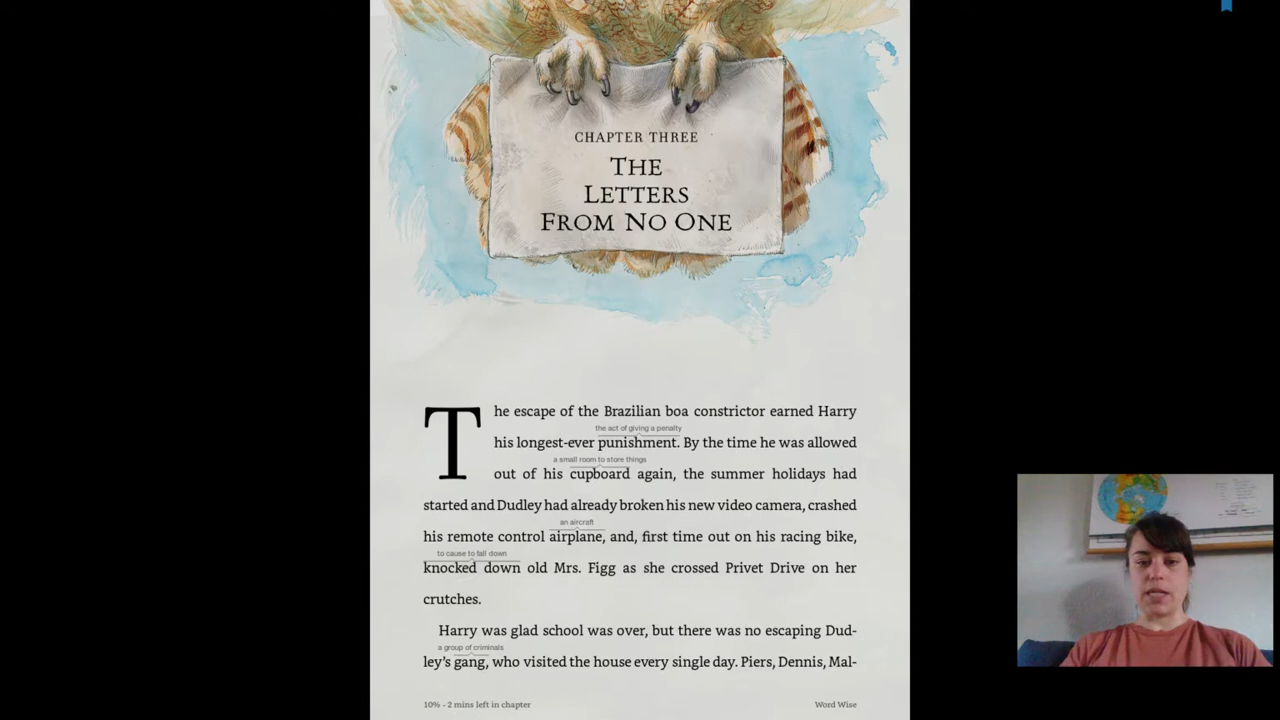 CHAPTER THREE
THE
LETTERS
FROM NO ONE
The escape of the Brazilian boa constrictor earned Harry
the act of giving a penalty
his longest-ever punishment. By the time he was allowed
a small room to store things
out of his cupboard again, the summer holidays had
started and Dudley had already broken his new video camera, crashed
an aircraft
his remote control airplane, and, first time out on his racing bike,
to cause to fall down
knocked down old Mrs. Figg as she crossed Privet Drive on her
crutches.
Harry was glad school was over, but there was no escaping Dud-
a group of criminals
ley's gang, who visited the house every single day. Piers, Dennis, Mal-
10% - 2 mins left in chapter
Word Wise